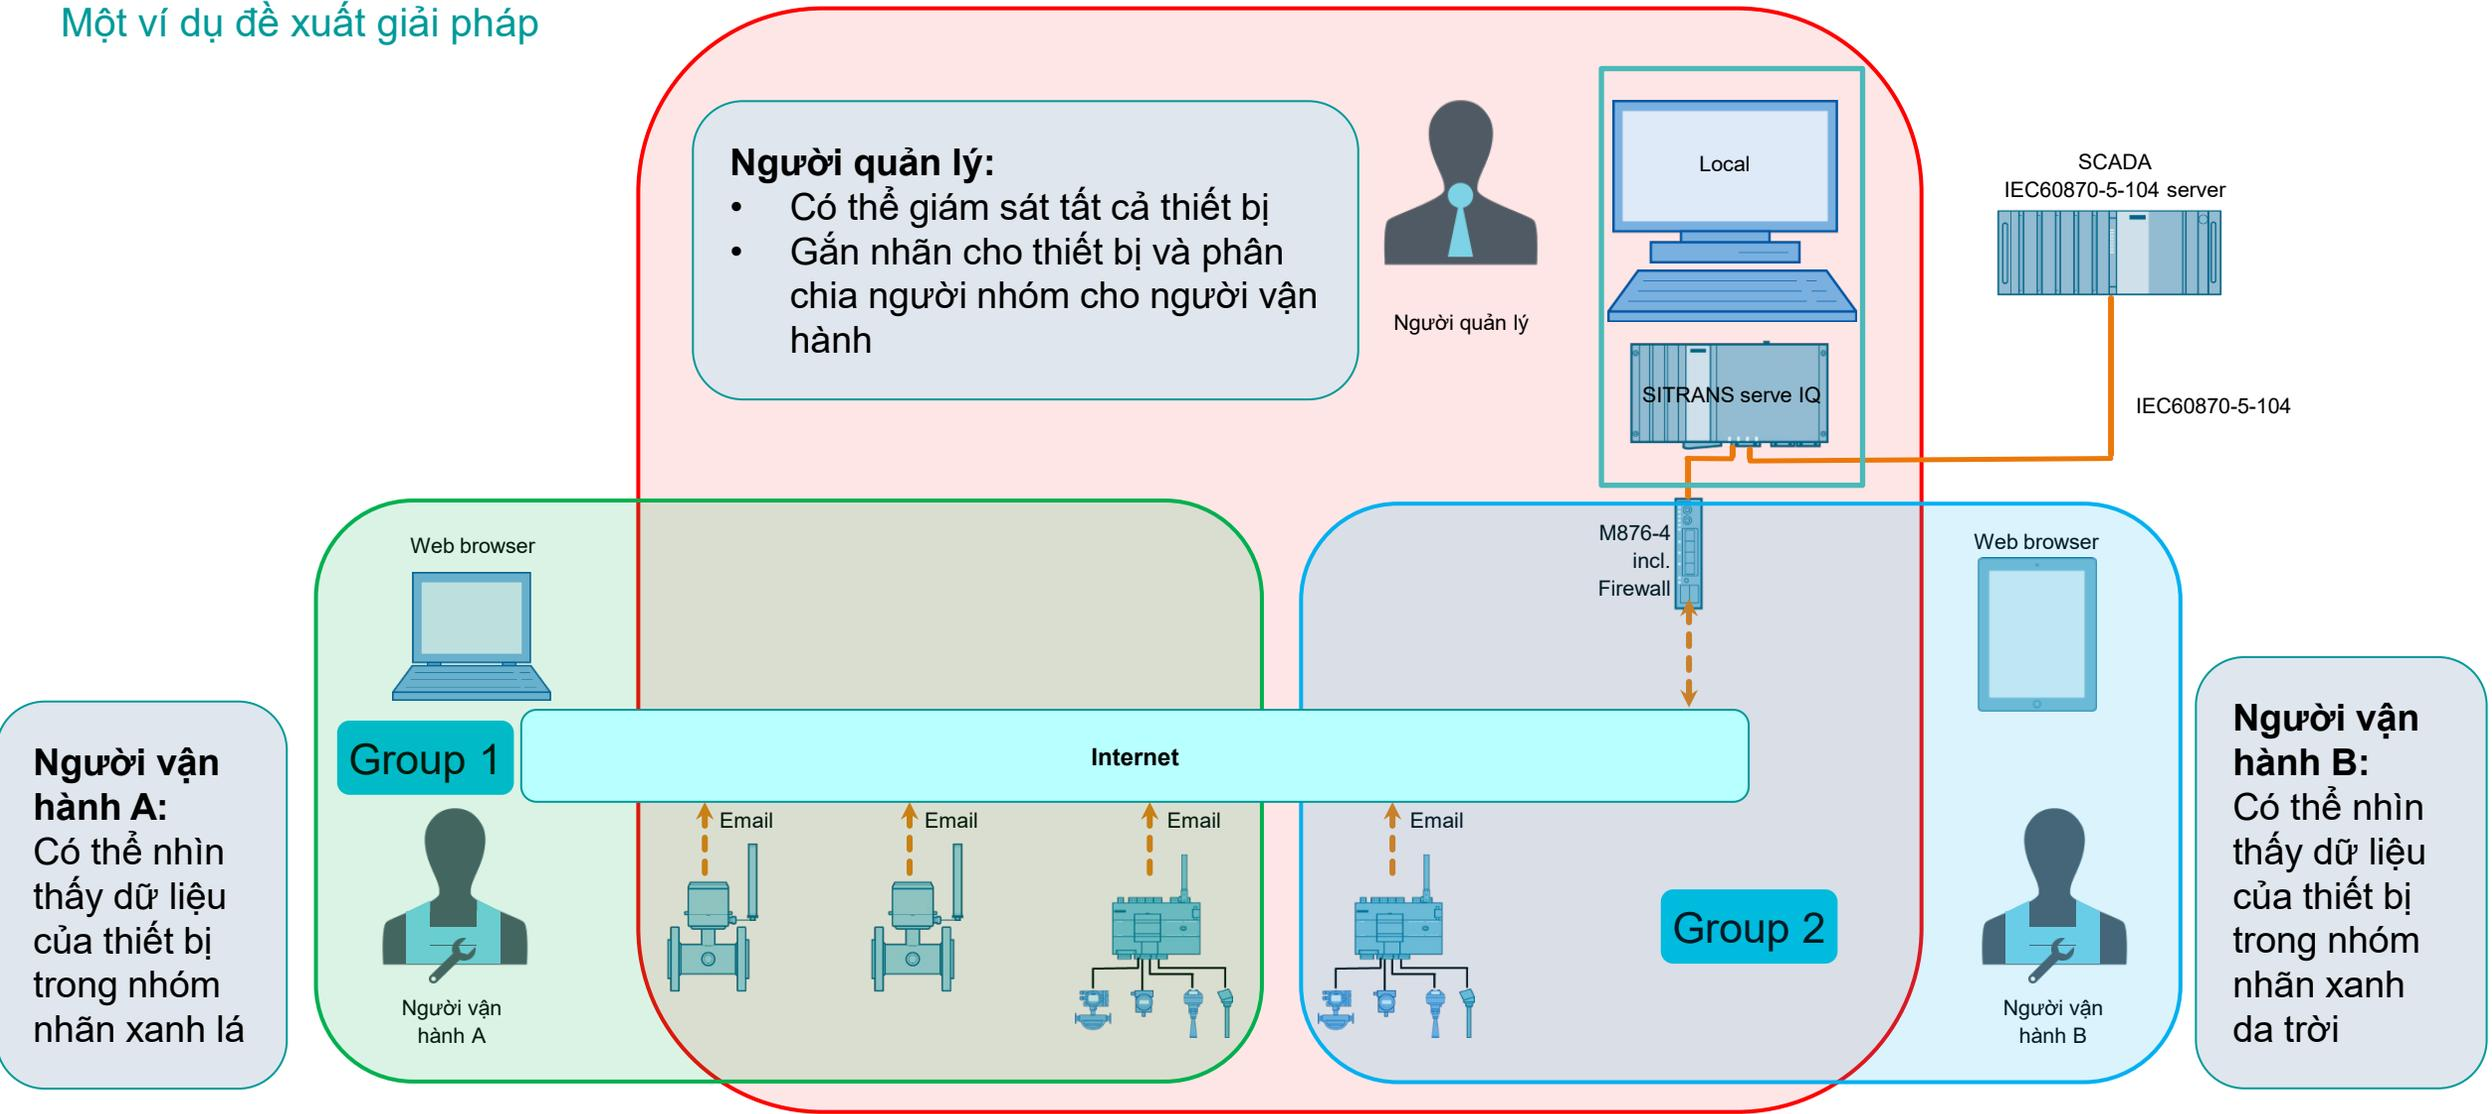 Một ví dụ đề xuất giải pháp
Người quản lý:
• Có thể giám sát tất cả thiết bị
• Gắn nhãn cho thiết bị và phân
chia người nhóm cho người vận
hành
Người quản lý
Local
SITRANS serve IQ
SCADA
IEC60870-5-104 server
IEC60870-5-104
M876-4
incl.
Firewall
Web browser
Web browser
Group 1
Internet
Email
Email
Email
Email
Group 2
Người vận
hành A:
Có thể nhìn
thấy dữ liệu
của thiết bị
trong nhóm
nhãn xanh lá
Người vận
hành A
Người vận
hành B
Người vận
hành B:
Có thể nhìn
thấy dữ liệu
của thiết bị
trong nhóm
nhãn xanh
da trời